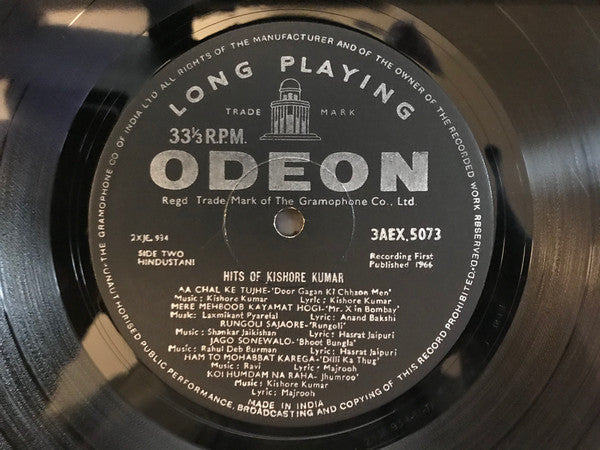 THE GRAMOPHONE CO. OF INDIA LTD ALL RIGHTS OF THE MANUFACTURER AND OF THE OWNER OF THE RECORDED WORK RBSERVED
UNAUTHORISED PUBLIC PERFORMANCE, BROADCASTING AND COPYING OF THIS RECORD PROHIBITED.
LONG PLAYING
TRADE MARK
33⅓ R.P.M.
ODEON
Regd Trade Mark of The Gramophone Co., Ltd.
2XJE. 934
3AEX.5073
SIDE TWO
HINDUSTANI
Recording First
Published 1966
HITS OF KISHORE KUMAR
AA CHAL KE TUJHE-'Door Gagan Ki Chhaon Men'
Music: Kishore Kumar Lyric: Kishore Kumar
MERE MEHBOOB KAYAMAT HOGI-'Mr. X in Bombay'
Music: Laxmikant Pyarelal Lyric: Anand Bakshi
RUNGOLI SAJAORE-'Rungoli'
Music: Shankar Jaikishan Lyric: Hasrat Jaipuri
JAGO SONEWALO-'Bhoot Bungla'
Music: Rahul Deb Burman Lyric: Hasrat Jaipuri
HAM TO MOHABBAT KAREGA-'Dilli Ka Thug'
Music: Ravi Lyric: Majrooh
KOI HUMDAM NA RAHA-'Jhumroo'
Music: Kishore Kumar
Lyric: Majrooh
MADE IN INDIA